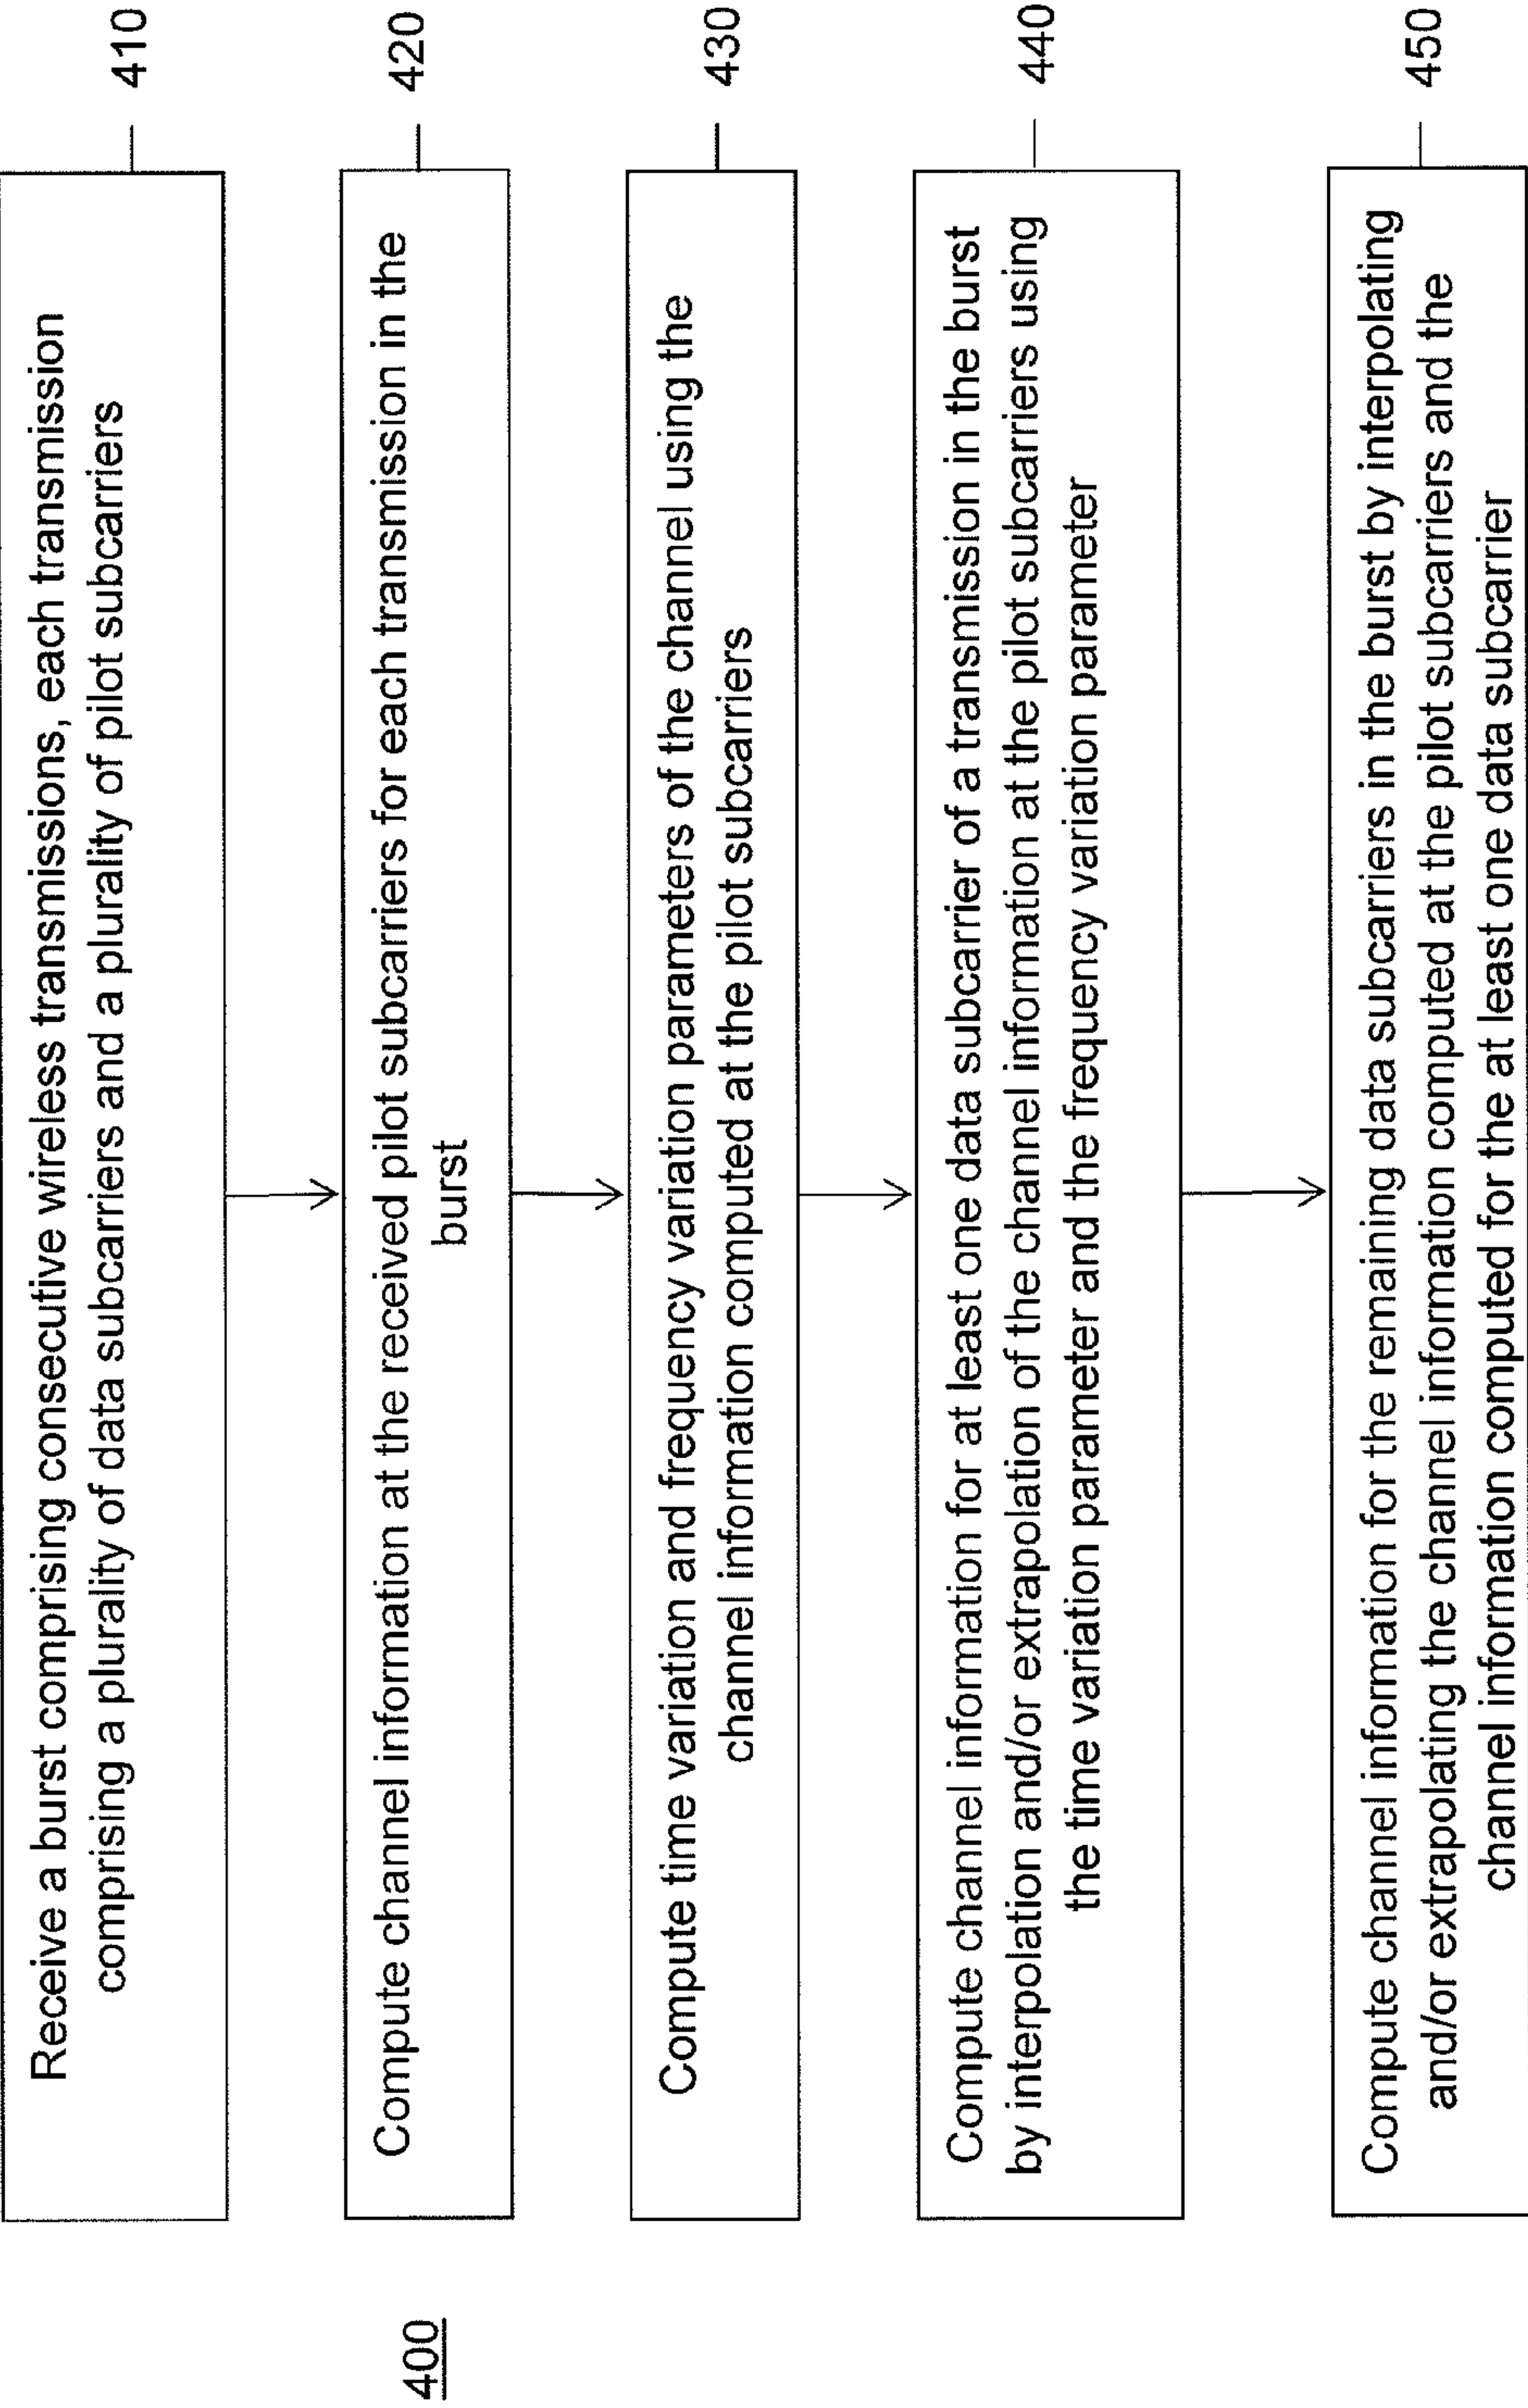 400
Receive a burst comprising consecutive wireless transmissions, each transmission
comprising a plurality of data subcarriers and a plurality of pilot subcarriers
410
Compute channel information at the received pilot subcarriers for each transmission in the
burst
420
Compute time variation and frequency variation parameters of the channel using the
channel information computed at the pilot subcarriers
430
Compute channel information for at least one data subcarrier of a transmission in the burst
by interpolation and/or extrapolation of the channel information at the pilot subcarriers using
the time variation parameter and the frequency variation parameter
440
Compute channel information for the remaining data subcarriers in the burst by interpolating
and/or extrapolating the channel information computed at the pilot subcarriers and the
channel information computed for the at least one data subcarrier
450